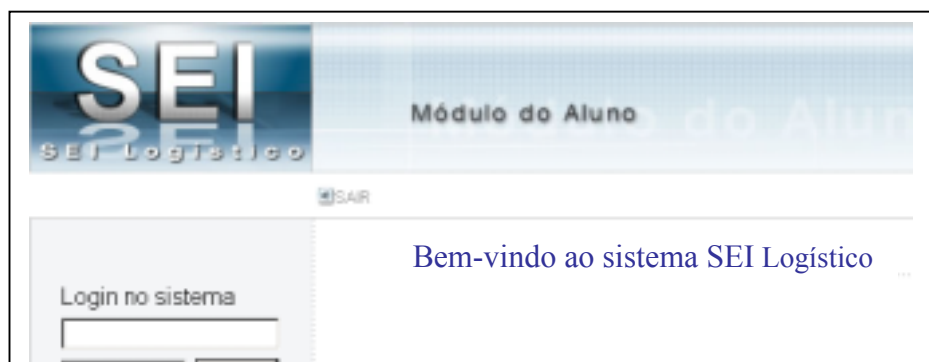 SEI
SEI Logístico
Módulo do Aluno
SAIR
Bem-vindo ao sistema SEI Logístico
Login no sistema